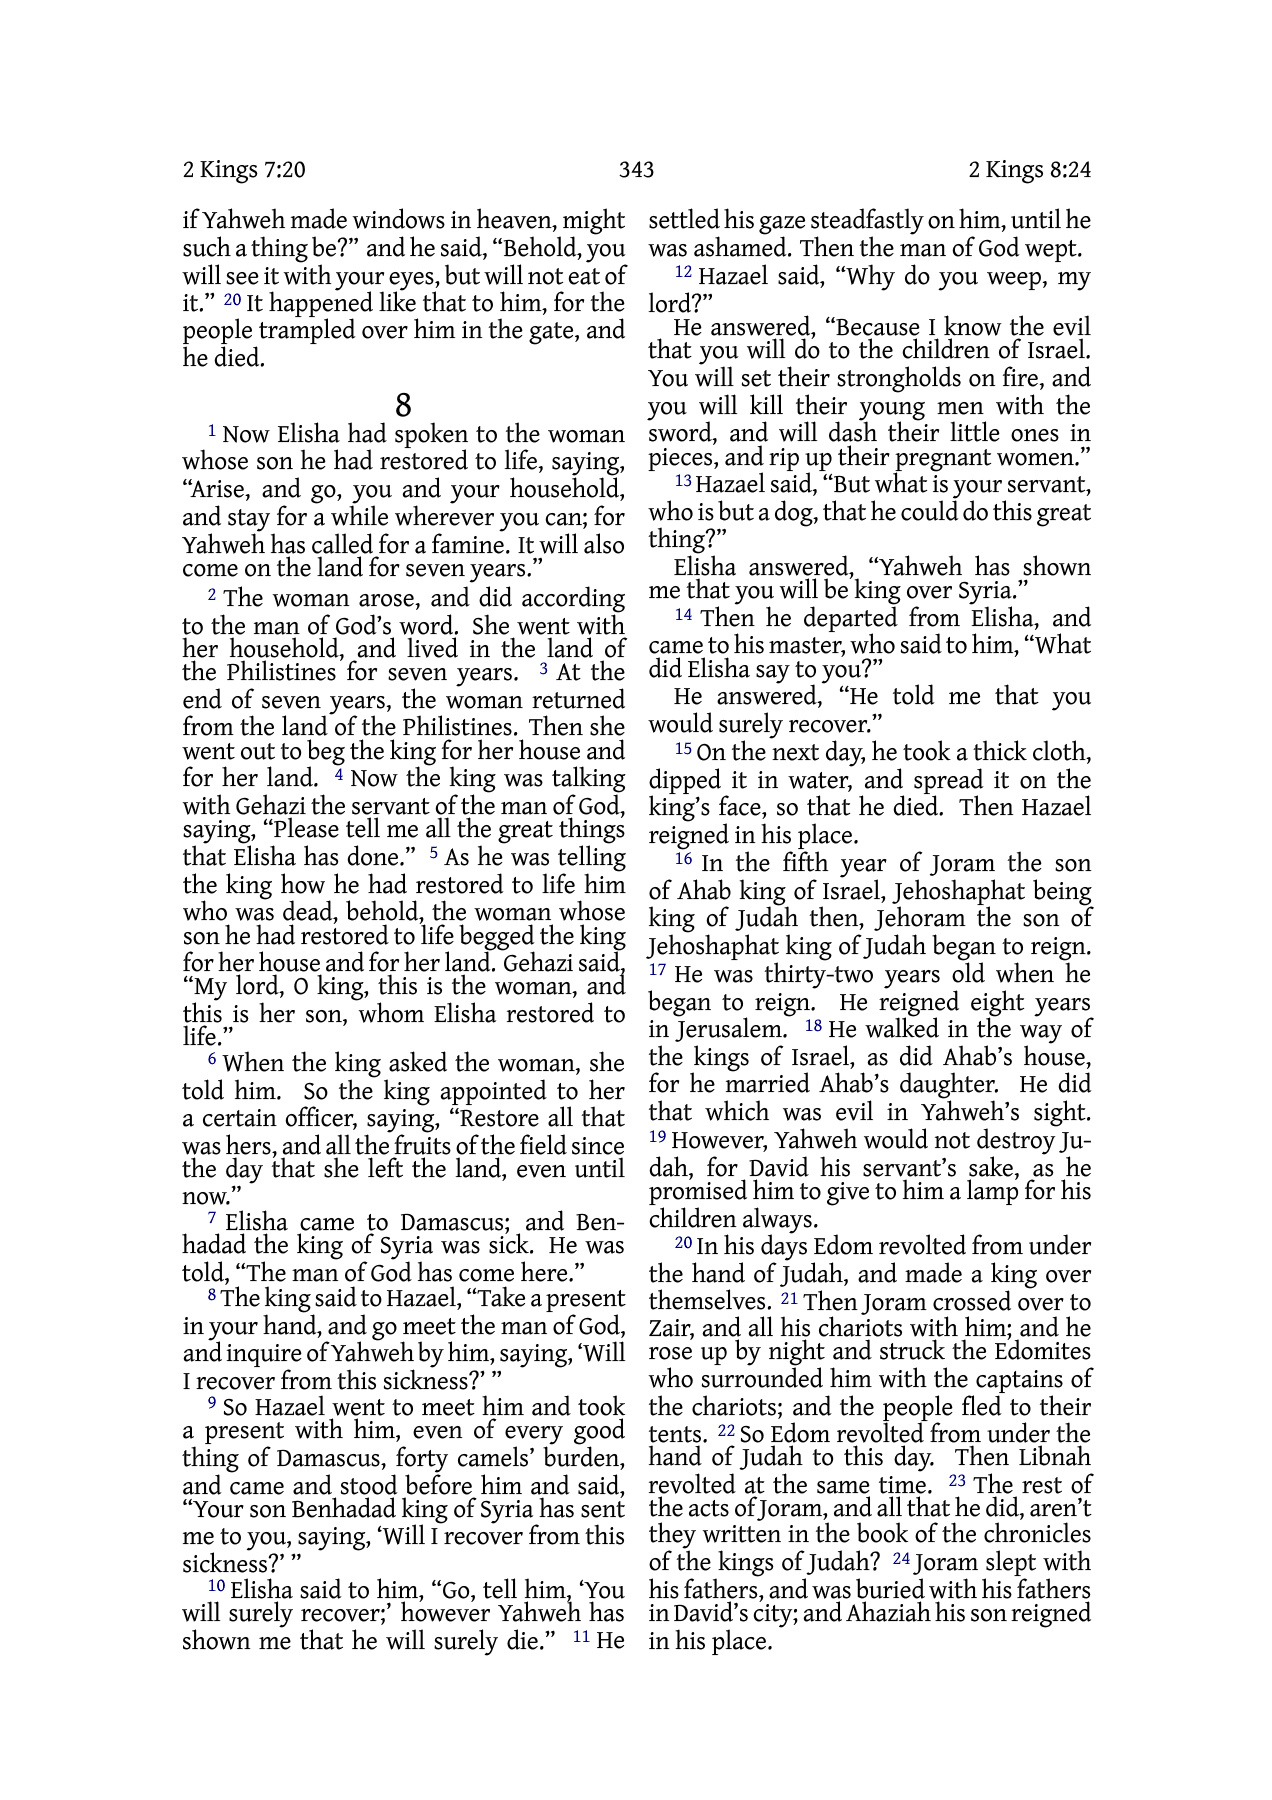 2 Kings 7:20 343 2 Kings 8:24
if Yahweh made windows in heaven, might
such a thing be?” and he said, “Behold, you
will see it with your eyes, but will not eat of
it.” 20 It happened like that to him, for the
people trampled over him in the gate, and
he died.
8
1 Now Elisha had spoken to the woman
whose son he had restored to life, saying,
“Arise, and go, you and your household,
and stay for a while wherever you can; for
Yahweh has called for a famine. It will also
come on the land for seven years.”
2 The woman arose, and did according
to the man of God’s word. She went with
her household, and lived in the land of
the Philistines for seven years. 3 At the
end of seven years, the woman returned
from the land of the Philistines. Then she
went out to beg the king for her house and
for her land. 4 Now the king was talking
with Gehazi the servant of the man of God,
saying, “Please tell me all the great things
that Elisha has done.” 5 As he was telling
the king how he had restored to life him
who was dead, behold, the woman whose
son he had restored to life begged the king
for her house and for her land. Gehazi said,
“My lord, O king, this is the woman, and
this is her son, whom Elisha restored to
life.”
6 When the king asked the woman, she
told him. So the king appointed to her
a certain officer, saying, “Restore all that
was hers, and all the fruits of the field since
the day that she left the land, even until
now.”
7 Elisha came to Damascus; and Ben-
hadad the king of Syria was sick. He was
told, “The man of God has come here.”
8 The king said to Hazael, “Take a present
in your hand, and go meet the man of God,
and inquire of Yahweh by him, saying, ‘Will
I recover from this sickness?’ ”
9 So Hazael went to meet him and took
a present with him, even of every good
thing of Damascus, forty camels’ burden,
and came and stood before him and said,
“Your son Benhadad king of Syria has sent
me to you, saying, ‘Will I recover from this
sickness?’ ”
10 Elisha said to him, “Go, tell him, ‘You
will surely recover;’ however Yahweh has
shown me that he will surely die.” 11 He
settled his gaze steadfastly on him, until he
was ashamed. Then the man of God wept.
12 Hazael said, “Why do you weep, my
lord?”
He answered, “Because I know the evil
that you will do to the children of Israel.
You will set their strongholds on fire, and
you will kill their young men with the
sword, and will dash their little ones in
pieces, and rip up their pregnant women.”
13 Hazael said, “But what is your servant,
who is but a dog, that he could do this great
thing?”
Elisha answered, “Yahweh has shown
me that you will be king over Syria.”
14 Then he departed from Elisha, and
came to his master, who said to him, “What
did Elisha say to you?”
He answered, “He told me that you
would surely recover.”
15 On the next day, he took a thick cloth,
dipped it in water, and spread it on the
king’s face, so that he died. Then Hazael
reigned in his place.
16 In the fifth year of Joram the son
of Ahab king of Israel, Jehoshaphat being
king of Judah then, Jehoram the son of
Jehoshaphat king of Judah began to reign.
17 He was thirty-two years old when he
began to reign. He reigned eight years
in Jerusalem. 18 He walked in the way of
the kings of Israel, as did Ahab’s house,
for he married Ahab’s daughter. He did
that which was evil in Yahweh’s sight.
19 However, Yahweh would not destroy Ju-
dah, for David his servant’s sake, as he
promised him to give to him a lamp for his
children always.
20 In his days Edom revolted from under
the hand of Judah, and made a king over
themselves. 21 Then Joram crossed over to
Zair, and all his chariots with him; and he
rose up by night and struck the Edomites
who surrounded him with the captains of
the chariots; and the people fled to their
tents. 22 So Edom revolted from under the
hand of Judah to this day. Then Libnah
revolted at the same time. 23 The rest of
the acts of Joram, and all that he did, aren’t
they written in the book of the chronicles
of the kings of Judah? 24 Joram slept with
his fathers, and was buried with his fathers
in David’s city; and Ahaziah his son reigned
in his place.